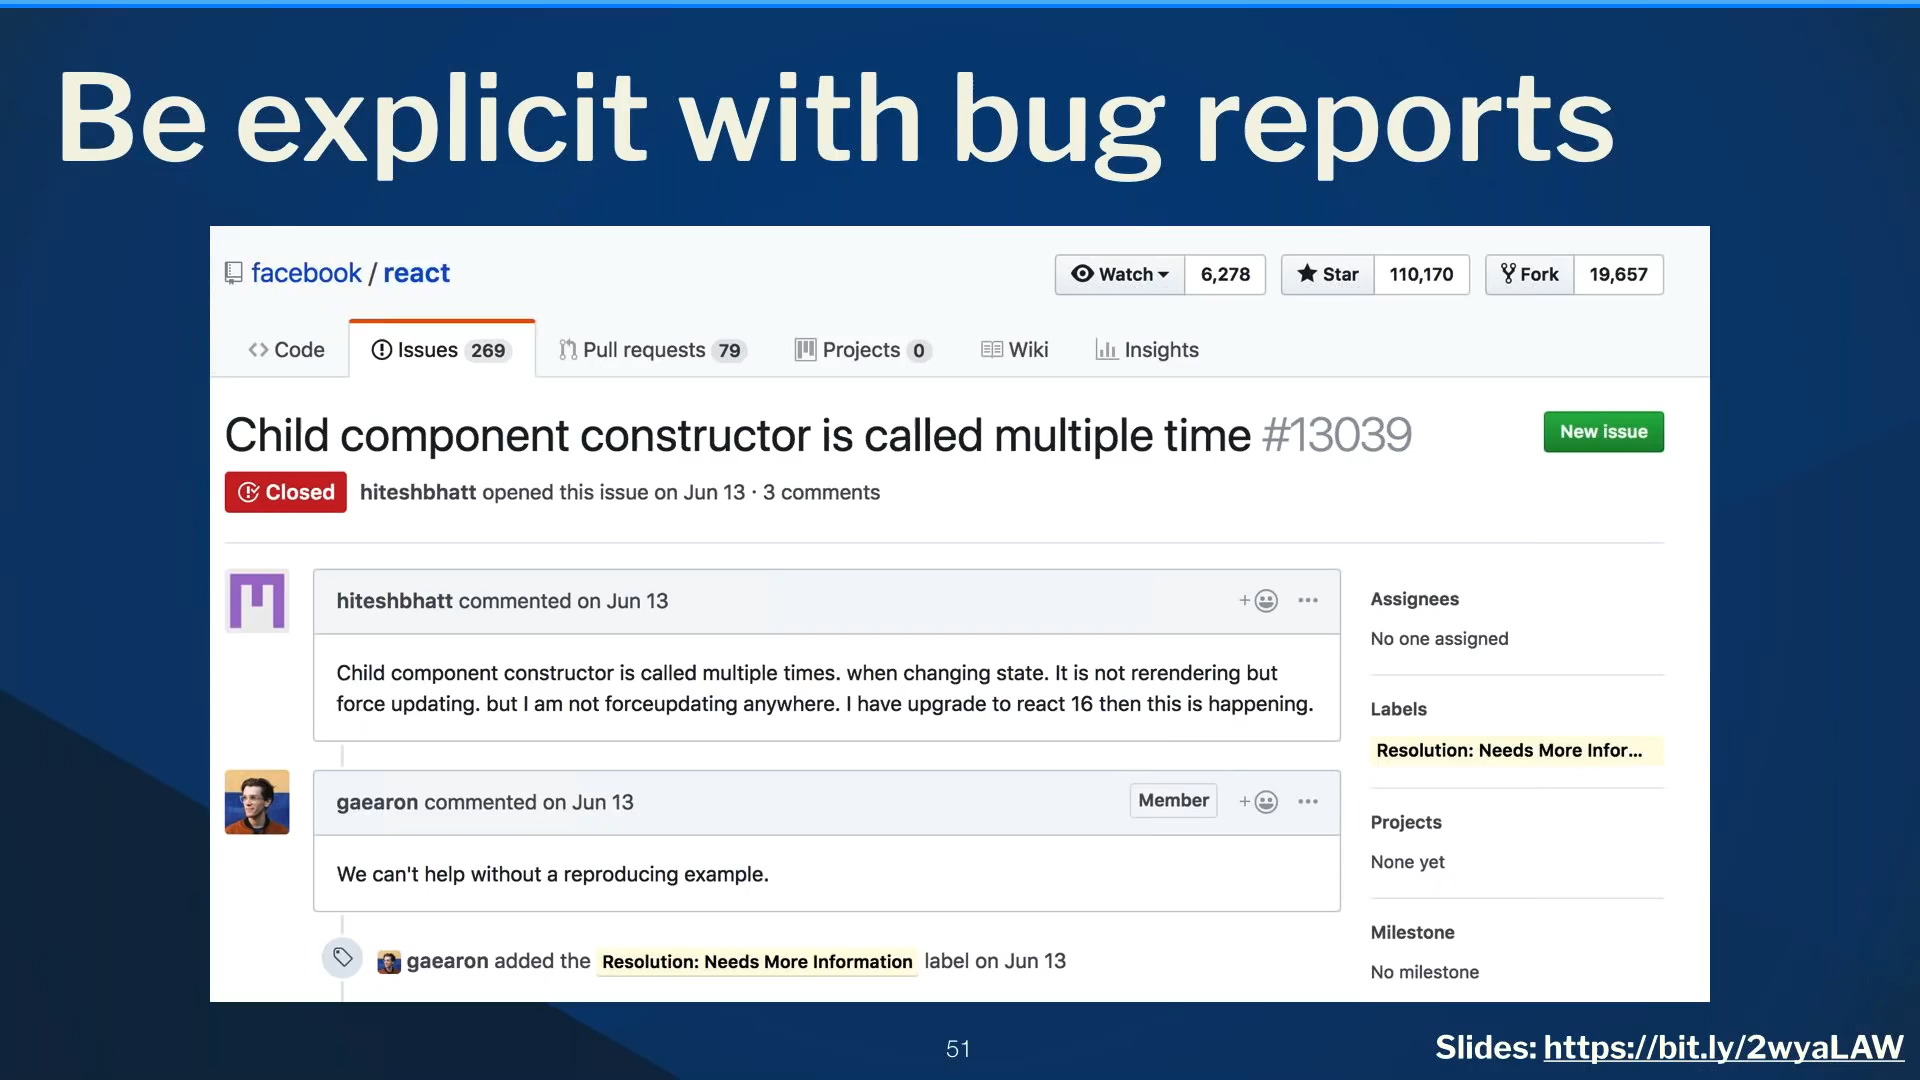 Be explicit with bug reports
facebook / react
Watch 6,278
Star 110,170
Fork 19,657
Code
Issues 269
Pull requests 79
Projects 0
Wiki
Insights
Child component constructor is called multiple time #13039
New issue
Closed
hiteshbhatt opened this issue on Jun 13 · 3 comments
hiteshbhatt commented on Jun 13
Child component constructor is called multiple times. when changing state. It is not rerendering but
force updating. but I am not forceupdating anywhere. I have upgrade to react 16 then this is happening.
gaearon commented on Jun 13
Member
We can't help without a reproducing example.
gaearon added the Resolution: Needs More Information label on Jun 13
Assignees
No one assigned
Labels
Resolution: Needs More Infor...
Projects
None yet
Milestone
No milestone
51
Slides: https://bit.ly/2wyaLAW